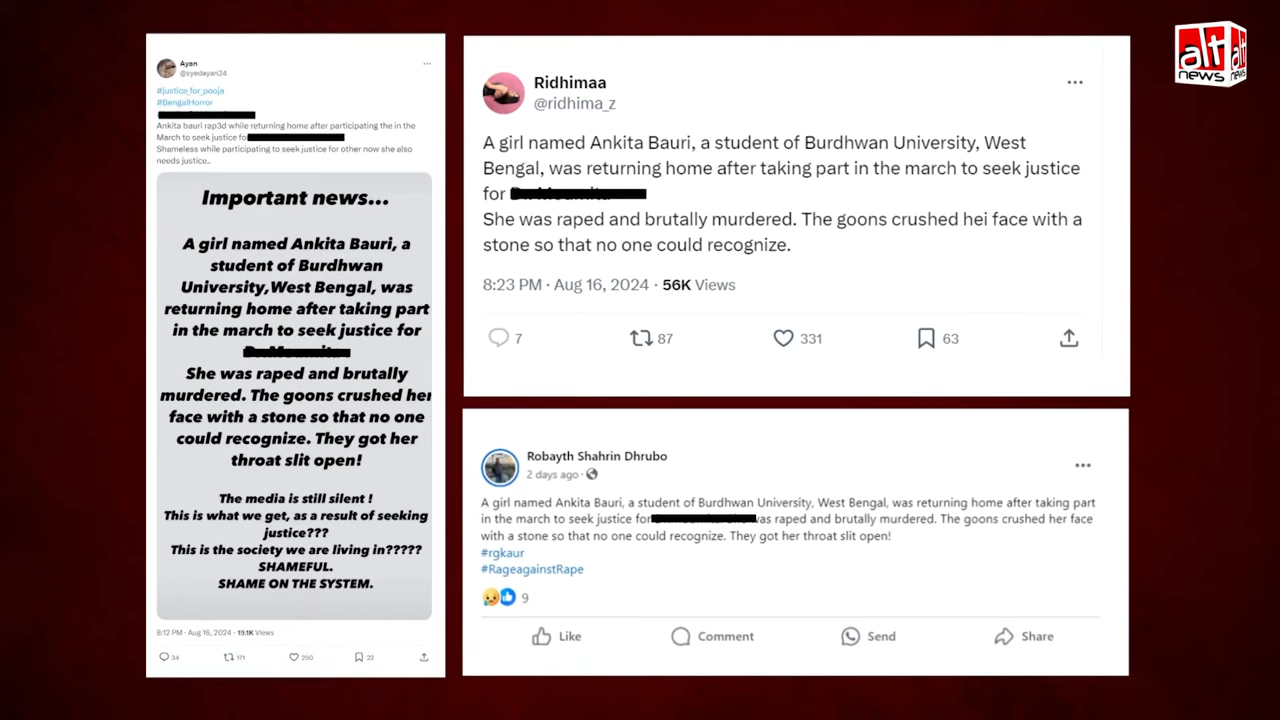 Ayan
@syedayan24
#justice_for_pooja
#BengalHorror
Ankita bauri rap3d while returning home after participating the in the
March to seek justice fo
Shameless while participating to seek justice for other now she also
needs justice...
Important news...
A girl named Ankita Bauri, a
student of Burdhwan
University,West Bengal, was
returning home after taking part
in the march to seek justice for
She was raped and brutally
murdered. The goons crushed her
face with a stone so that no one
could recognize. They got her
throat slit open!
The media is still silent !
This is what we get, as a result of seeking
justice???
This is the society we are living in?????
SHAMEFUL.
SHAME ON THE SYSTEM.
8:12 PM · Aug 16, 2024 · 19.1K Views
34 171 250 22
Ridhimaa
@ridhima_z
A girl named Ankita Bauri, a student of Burdhwan University, West
Bengal, was returning home after taking part in the march to seek justice
for
She was raped and brutally murdered. The goons crushed hei face with a
stone so that no one could recognize.
8:23 PM · Aug 16, 2024 · 56K Views
7 87 331 63
Robayth Shahrin Dhrubo
2 days ago ·
A girl named Ankita Bauri, a student of Burdhwan University, West Bengal, was returning home after taking part
in the march to seek justice for was raped and brutally murdered. The goons crushed her face
with a stone so that no one could recognize. They got her throat slit open!
#rgkaur
#RageagainstRape
9
Like Comment Send Share
alt
news